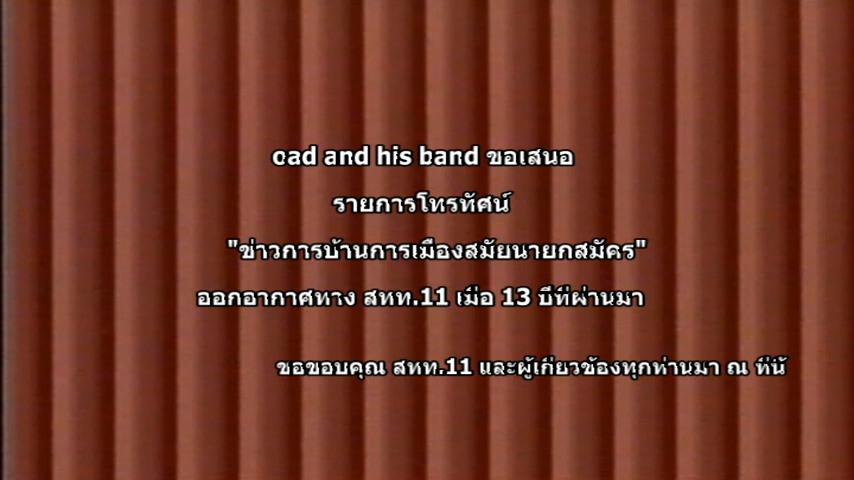 oad and his band ขอเสนอ
รายการโทรทัศน์
"ข่าวการบ้านการเมืองสมัยนายกสมัคร"
ออกอากาศทาง สทท.11 เมื่อ 13 ปีที่ผ่านมา
ขอขอบคุณ สทท.11 และผู้เกี่ยวข้องทุกท่านมา ณ ที่นี้